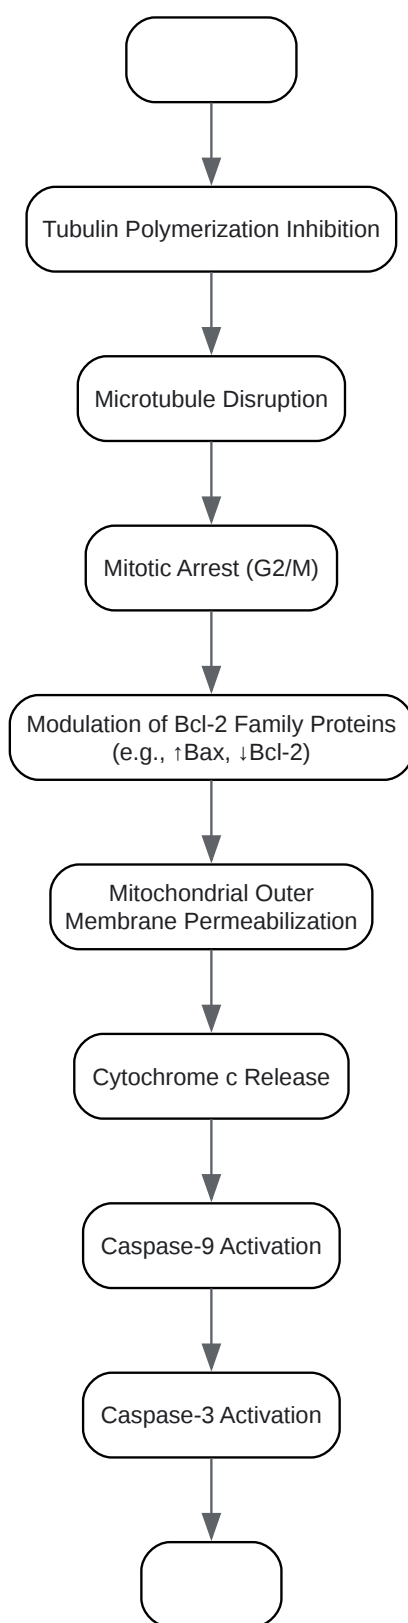 Tubulin Polymerization Inhibition
Microtubule Disruption
Mitotic Arrest (G2/M)
Modulation of Bcl-2 Family Proteins
(e.g., ↑Bax, ↓Bcl-2)
Mitochondrial Outer
Membrane Permeabilization
Cytochrome c Release
Caspase-9 Activation
Caspase-3 Activation